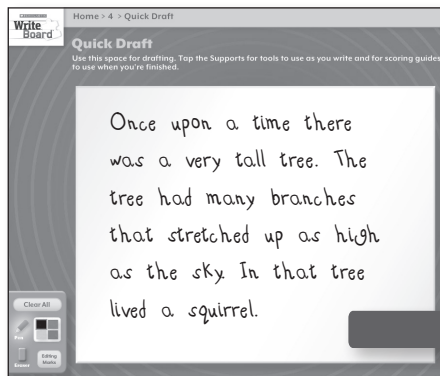 SCHOLASTIC
Write
Board
Home > 4 > Quick Draft
Quick Draft
Use this space for drafting. Tap the Supports for tools to use as you write and for scoring guides
to use when you're finished.
Once upon a time there
was a very tall tree. The
tree had many branches
that stretched up as high
as the sky. In that tree
lived a squirrel.
Clear All
Pen
Eraser
Editing
Marks